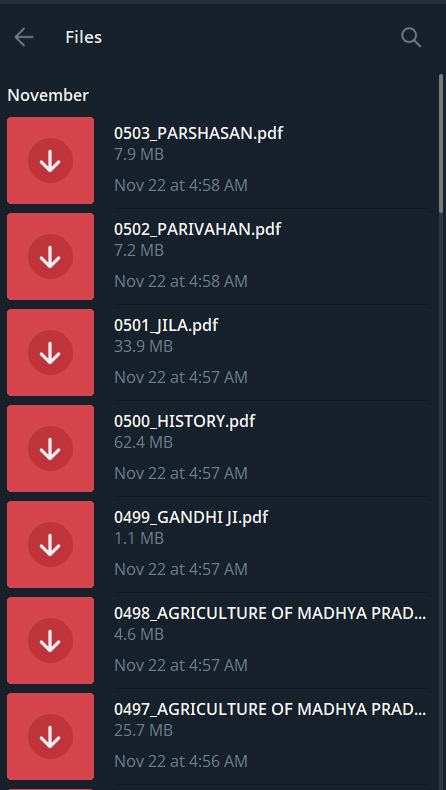 Files
November
0503_PARSHASAN.pdf
7.9 MB
Nov 22 at 4:58 AM
0502_PARIVAHAN.pdf
7.2 MB
Nov 22 at 4:58 AM
0501_JILA.pdf
33.9 MB
Nov 22 at 4:57 AM
0500_HISTORY.pdf
62.4 MB
Nov 22 at 4:57 AM
0499_GANDHI JI.pdf
1.1 MB
Nov 22 at 4:57 AM
0498_AGRICULTURE OF MADHYA PRAD...
4.6 MB
Nov 22 at 4:57 AM
0497_AGRICULTURE OF MADHYA PRAD...
25.7 MB
Nov 22 at 4:56 AM